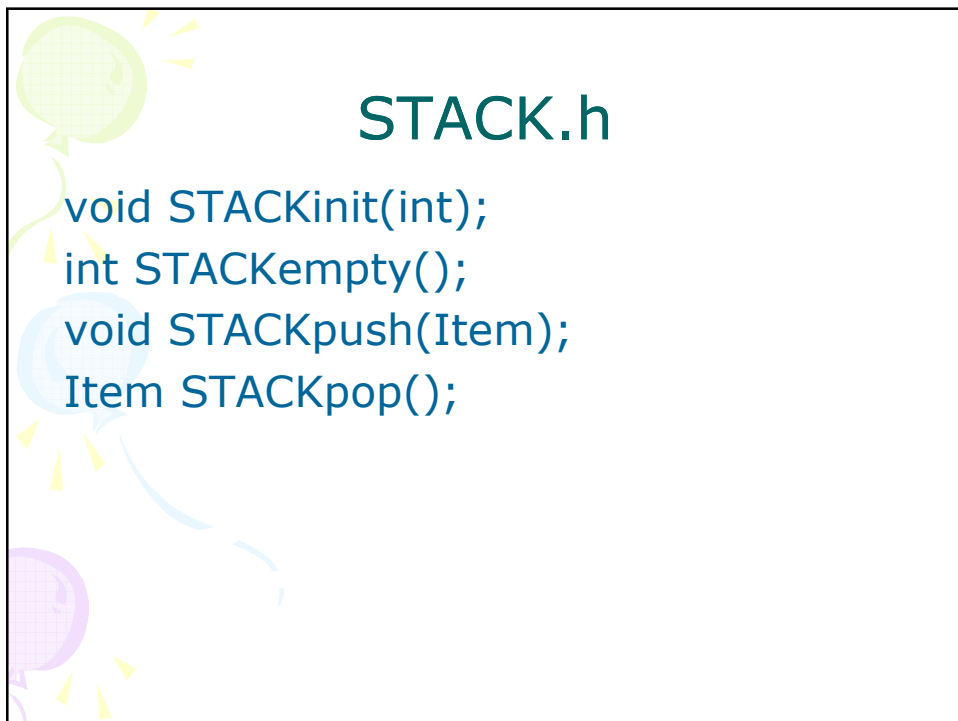 STACK.h
void STACKinit(int);
int STACKempty();
void STACKpush(Item);
Item STACKpop();